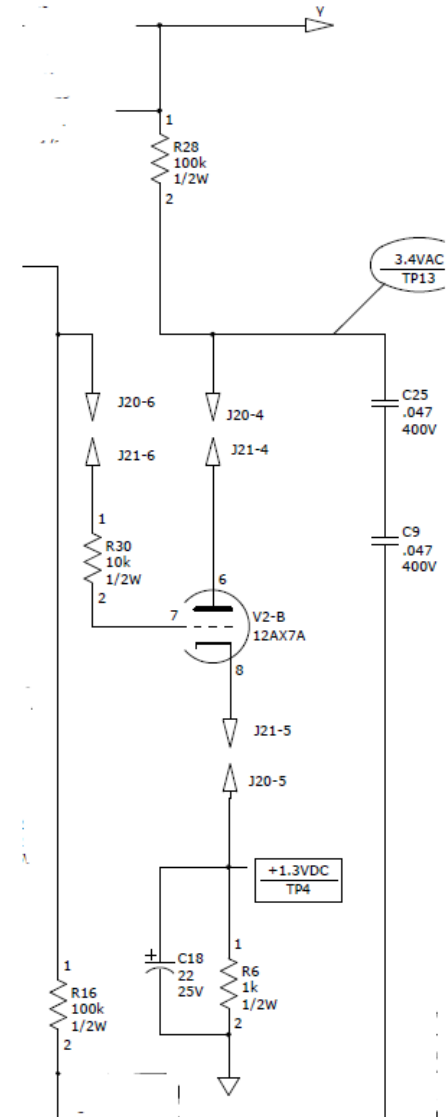 Y
1
R28
100k
1/2W
2
3.4VAC
TP13
J20-6
J20-4
J21-6
J21-4
C25
.047
400V
C9
.047
400V
1
R30
10k
1/2W
2
6
7
V2-B
12AX7A
8
J21-5
J20-5
+1.3VDC
TP4
+
C18
22
25V
1
R6
1k
1/2W
2
1
R16
100k
1/2W
2